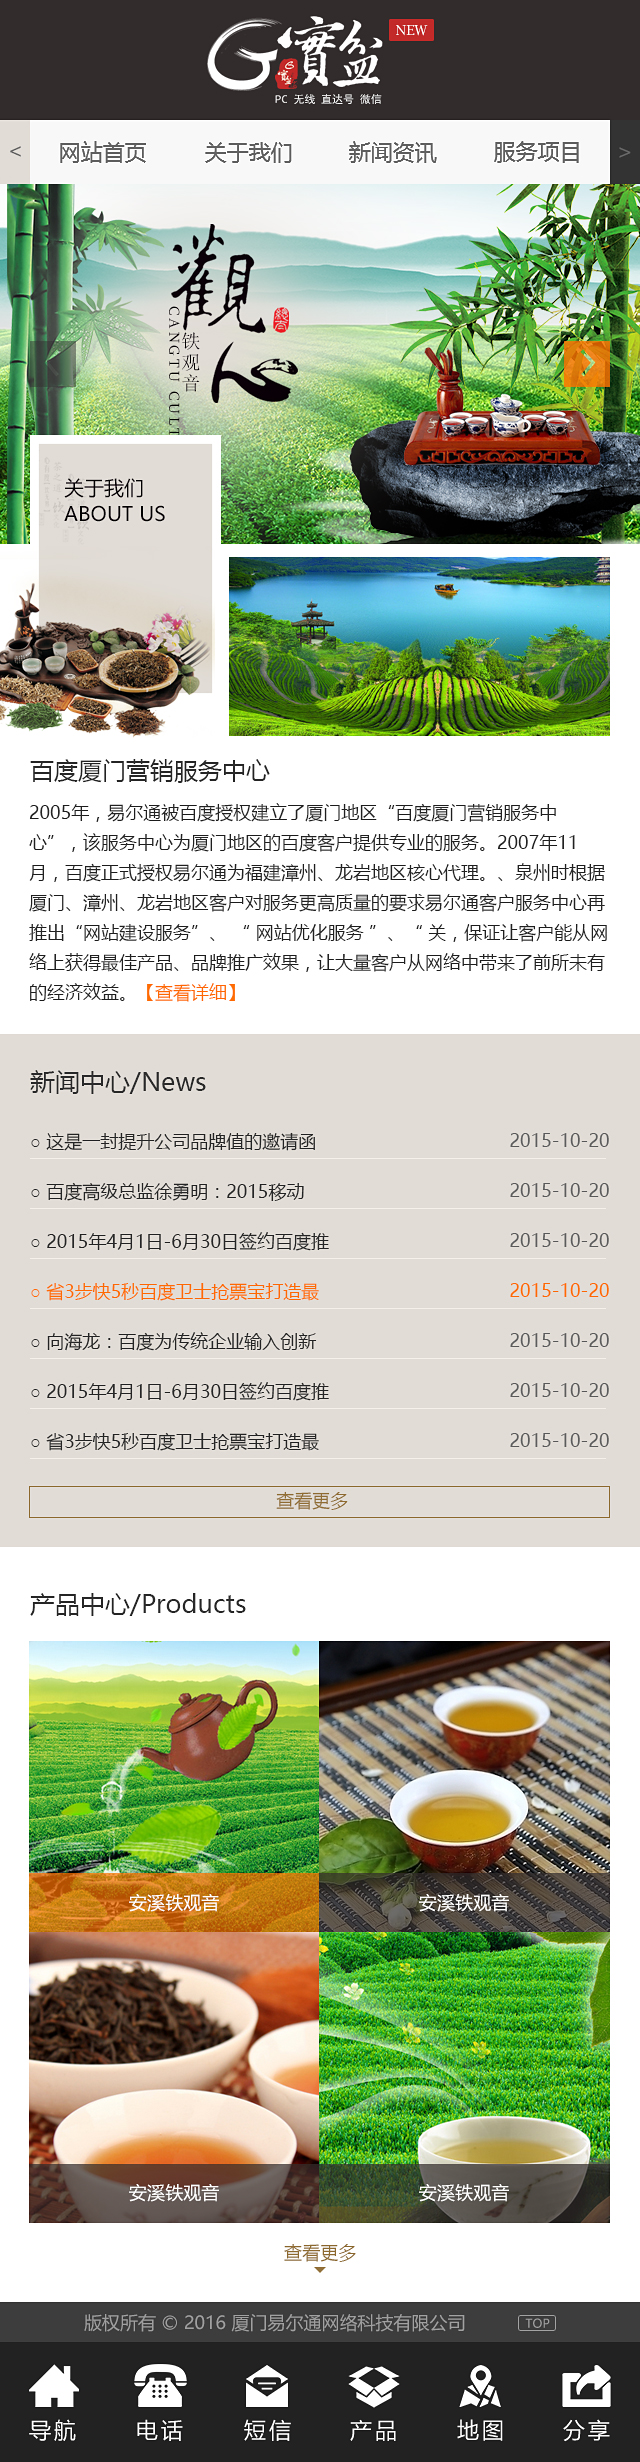 G實盆
NEW
PC 无线 直达号 微信
< 网站首页 关于我们 新闻资讯 服务项目 >
觀心
铁观音
CANGTU CULT
关于我们
ABOUT US
百度厦门营销服务中心
2005年，易尔通被百度授权建立了厦门地区“百度厦门营销服务中
心”，该服务中心为厦门地区的百度客户提供专业的服务。2007年11
月，百度正式授权易尔通为福建漳州、龙岩地区核心代理。、泉州时根据
厦门、漳州、龙岩地区客户对服务更高质量的要求易尔通客户服务中心再
推出“网站建设服务”、 “ 网站优化服务 ”、“ 关，保证让客户能从网
络上获得最佳产品、品牌推广效果，让大量客户从网络中带来了前所未有
的经济效益。【查看详细】
新闻中心/News
○ 这是一封提升公司品牌值的邀请函 2015-10-20
○ 百度高级总监徐勇明：2015移动 2015-10-20
○ 2015年4月1日-6月30日签约百度推 2015-10-20
○ 省3步快5秒百度卫士抢票宝打造最 2015-10-20
○ 向海龙：百度为传统企业输入创新 2015-10-20
○ 2015年4月1日-6月30日签约百度推 2015-10-20
○ 省3步快5秒百度卫士抢票宝打造最 2015-10-20
查看更多
产品中心/Products
安溪铁观音
安溪铁观音
安溪铁观音
安溪铁观音
查看更多
版权所有 © 2016 厦门易尔通网络科技有限公司 TOP
导航 电话 短信 产品 地图 分享